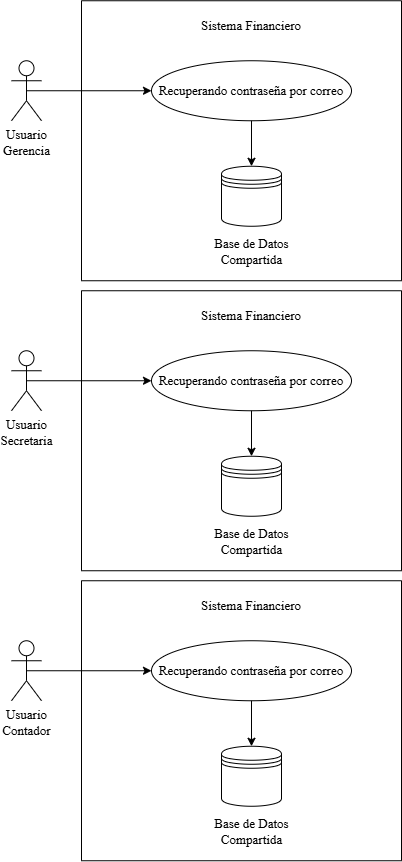 Sistema Financiero
Recuperando contraseña por correo
Usuario
Gerencia
Base de Datos
Compartida
Sistema Financiero
Recuperando contraseña por correo
Usuario
Secretaria
Base de Datos
Compartida
Sistema Financiero
Recuperando contraseña por correo
Usuario
Contador
Base de Datos
Compartida